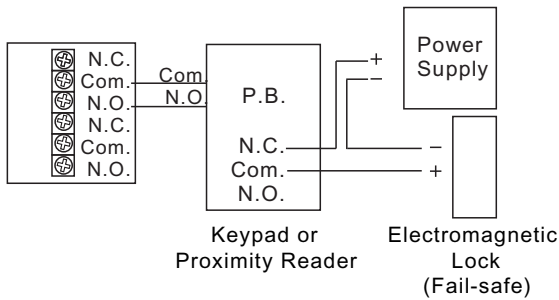 N.C.
Com.
N.O.
N.C.
Com.
N.O.
Com.
N.O.
P.B.
N.C.
Com.
N.O.
Keypad or
Proximity Reader
+
−
Power
Supply
−
+
Electromagnetic
Lock
(Fail-safe)